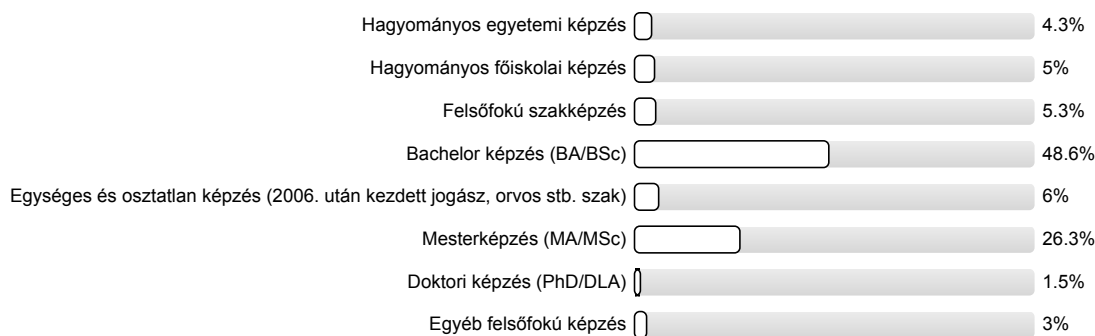 Hagyományos egyetemi képzés 4.3%
Hagyományos főiskolai képzés 5%
Felsőfokú szakképzés 5.3%
Bachelor képzés (BA/BSc) 48.6%
Egységes és osztatlan képzés (2006. után kezdett jogász, orvos stb. szak) 6%
Mesterképzés (MA/MSc) 26.3%
Doktori képzés (PhD/DLA) 1.5%
Egyéb felsőfokú képzés 3%